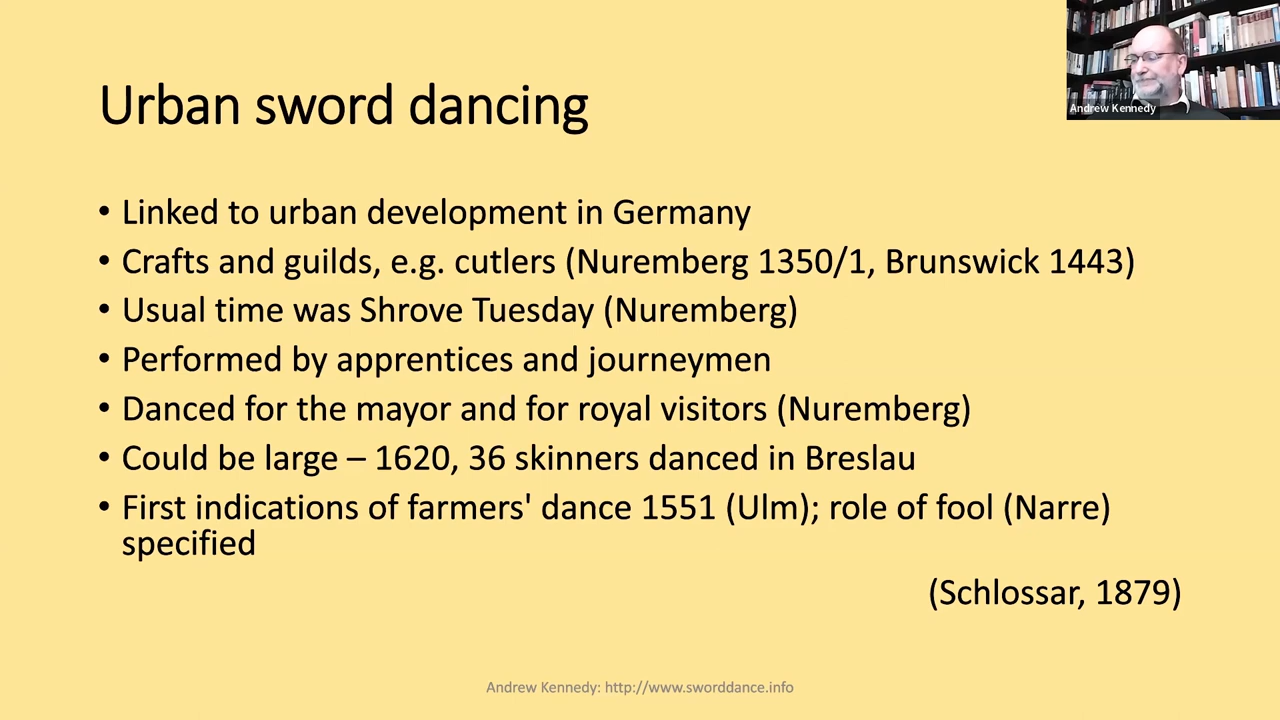 Andrew Kennedy
Urban sword dancing
• Linked to urban development in Germany
• Crafts and guilds, e.g. cutlers (Nuremberg 1350/1, Brunswick 1443)
• Usual time was Shrove Tuesday (Nuremberg)
• Performed by apprentices and journeymen
• Danced for the mayor and for royal visitors (Nuremberg)
• Could be large – 1620, 36 skinners danced in Breslau
• First indications of farmers' dance 1551 (Ulm); role of fool (Narre)
specified
(Schlossar, 1879)
Andrew Kennedy: http://www.sworddance.info